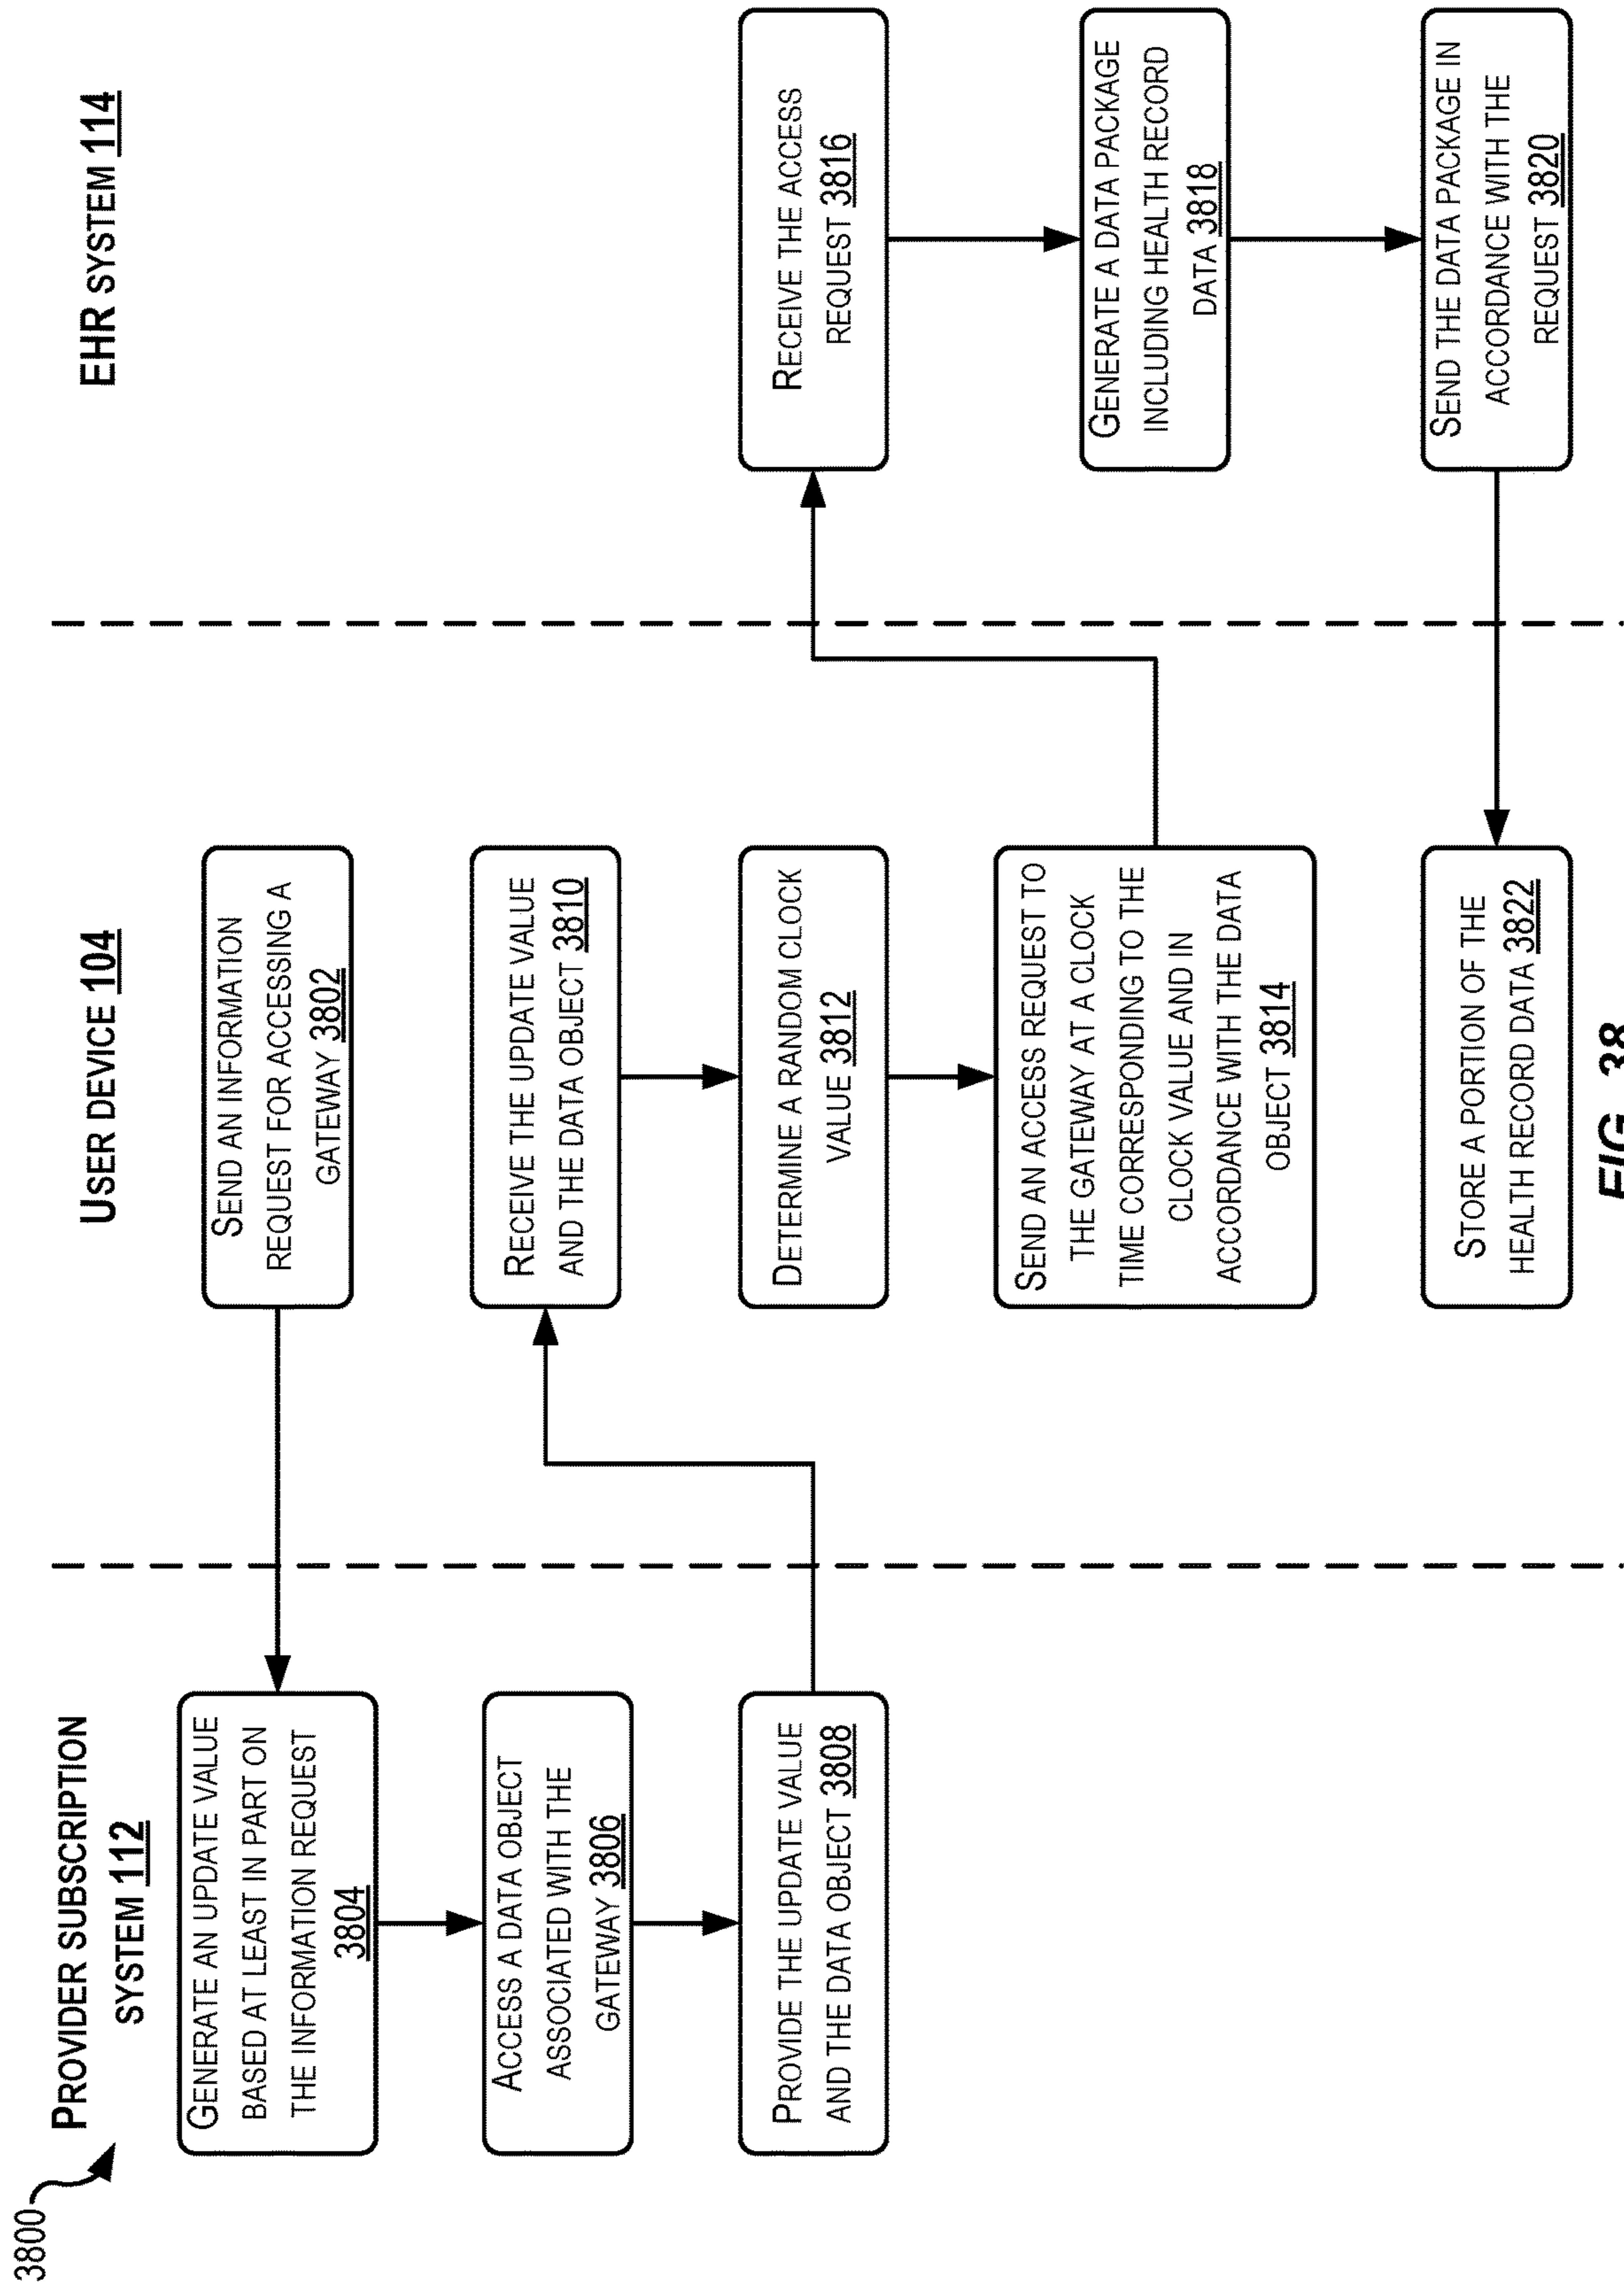 3800
PROVIDER SUBSCRIPTION
SYSTEM 112
USER DEVICE 104
EHR SYSTEM 114
SEND AN INFORMATION
REQUEST FOR ACCESSING A
GATEWAY 3802
GENERATE AN UPDATE VALUE
BASED AT LEAST IN PART ON
THE INFORMATION REQUEST
3804
ACCESS A DATA OBJECT
ASSOCIATED WITH THE
GATEWAY 3806
PROVIDE THE UPDATE VALUE
AND THE DATA OBJECT 3808
RECEIVE THE UPDATE VALUE
AND THE DATA OBJECT 3810
DETERMINE A RANDOM CLOCK
VALUE 3812
SEND AN ACCESS REQUEST TO
THE GATEWAY AT A CLOCK
TIME CORRESPONDING TO THE
CLOCK VALUE AND IN
ACCORDANCE WITH THE DATA
OBJECT 3814
RECEIVE THE ACCESS
REQUEST 3816
GENERATE A DATA PACKAGE
INCLUDING HEALTH RECORD
DATA 3818
SEND THE DATA PACKAGE IN
ACCORDANCE WITH THE
REQUEST 3820
STORE A PORTION OF THE
HEALTH RECORD DATA 3822
FIG. 38